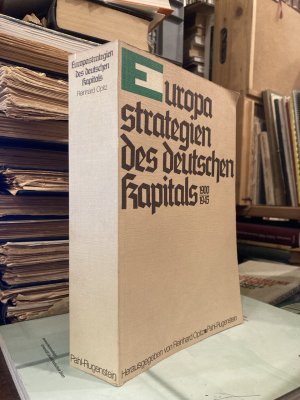 Europastrategien
des deutschen
Kapitals
Reinhard Opitz
Pahl-Rugenstein
Europa
strategien
des deutschen
Kapitals 1900
1945
Herausgegeben von Reinhard Opitz Pahl-Rugenstein